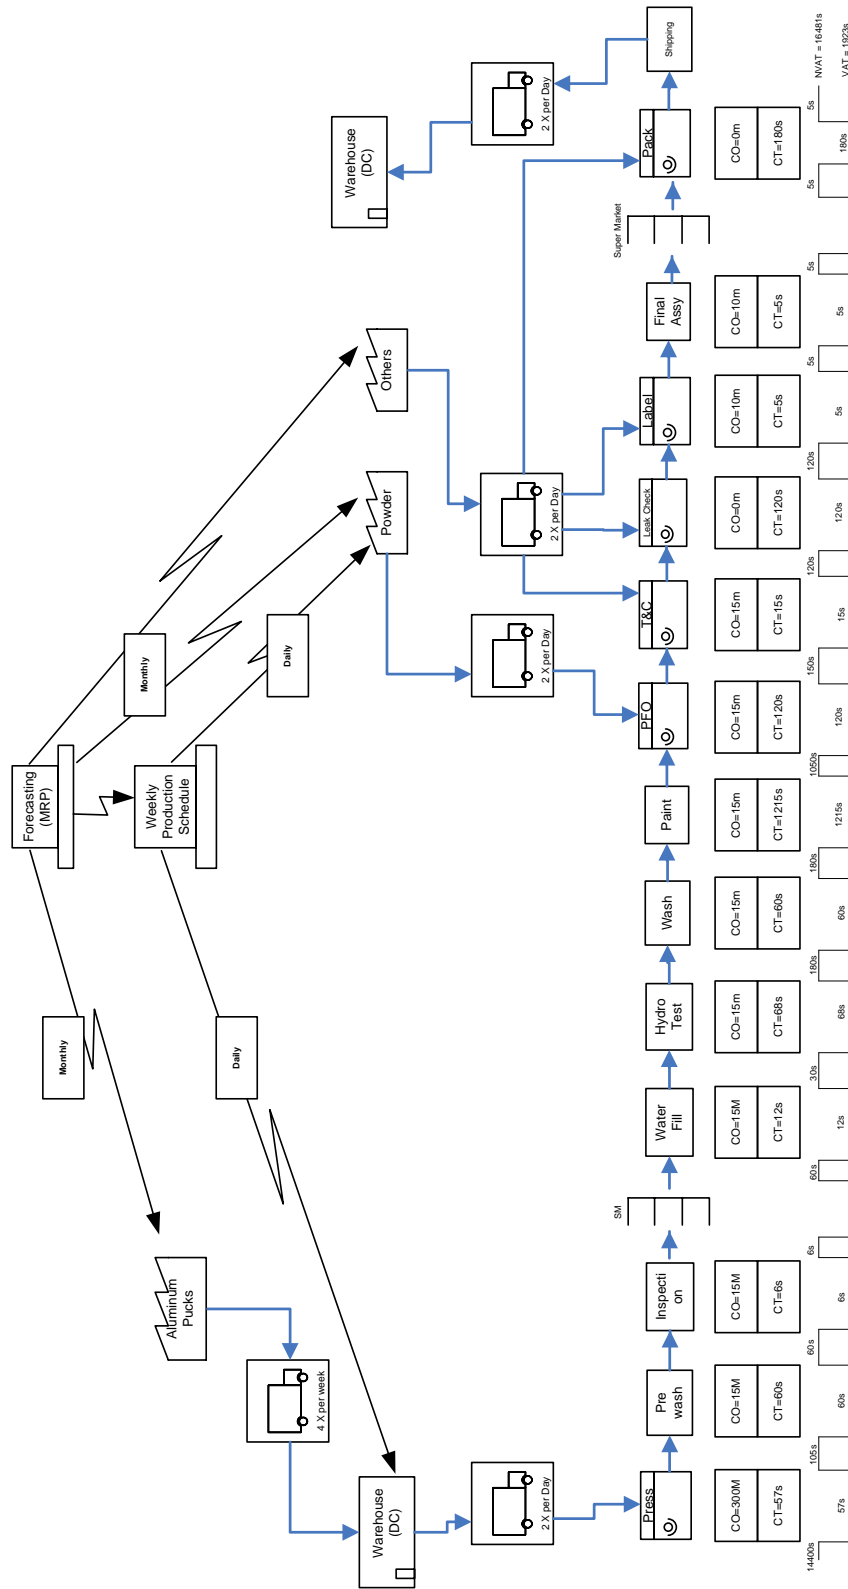 Forecasting
(MRP)
Weekly
Production
Schedule
Monthly
Monthly
Daily
Daily
Aluminum
Pucks
Powder
Others
4 X per week
Warehouse
(DC)
2 X per Day
2 X per Day
2 X per Day
2 X per Day
Warehouse
(DC)
Press
Pre
wash
Inspecti
on
SM
Water
Fill
Hydro
Test
Wash
Paint
PFO
T&C
Leak Check
Label
Final
Assy
Super Market
Pack
Shipping
CO=300M
CT=57s
CO=15M
CT=60s
CO=15M
CT=6s
CO=15M
CT=12s
CO=15m
CT=68s
CO=15m
CT=60s
CO=15m
CT=1215s
CO=15m
CT=120s
CO=15m
CT=15s
CO=0m
CT=120s
CO=10m
CT=5s
CO=10m
CT=5s
CO=0m
CT=180s
14400s
57s
105s
60s
60s
6s
6s
60s
12s
30s
68s
180s
60s
180s
1215s
1050s
120s
150s
15s
120s
120s
120s
5s
5s
5s
5s
5s
180s
5s
NVAT = 16481s
VAT = 1923s